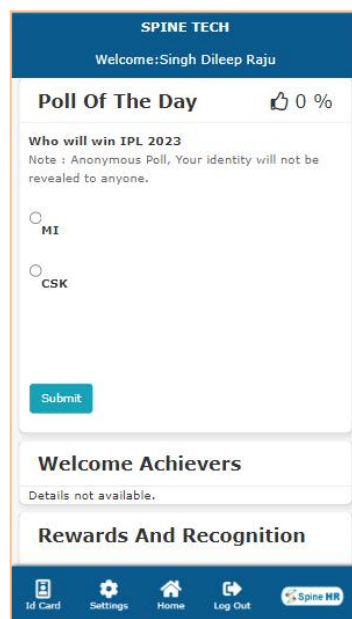 SPINE TECH
Welcome:Singh Dileep Raju
Poll Of The Day 0 %
Who will win IPL 2023
Note : Anonymous Poll, Your identity will not be
revealed to anyone.
MI
CSK
Submit
Welcome Achievers
Details not available.
Rewards And Recognition
Id Card Settings Home Log Out Spine HR